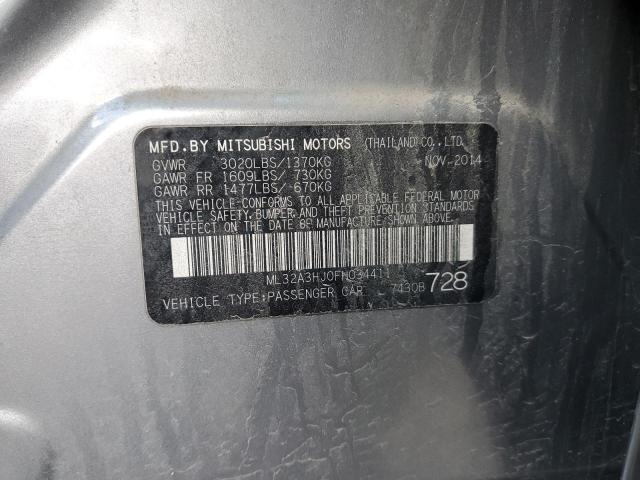 MFD.BY MITSUBISHI MOTORS (THAILAND)CO.,LTD.
GVWR 3020LBS/1370KG NOV-2014
GAWR FR 1609LBS/ 730KG
GAWR RR 1477LBS/ 670KG
THIS VEHICLE CONFORMS TO ALL APPLICABLE FEDERAL MOTOR
VEHICLE SAFETY,BUMPER,AND THEFT PREVENTION STANDARDS
IN EFFECT ON THE DATE OF MANUFACTURE SHOWN ABOVE.
ML32A3HJ0FH034411
VEHICLE TYPE:PASSENGER CAR 7430B 728